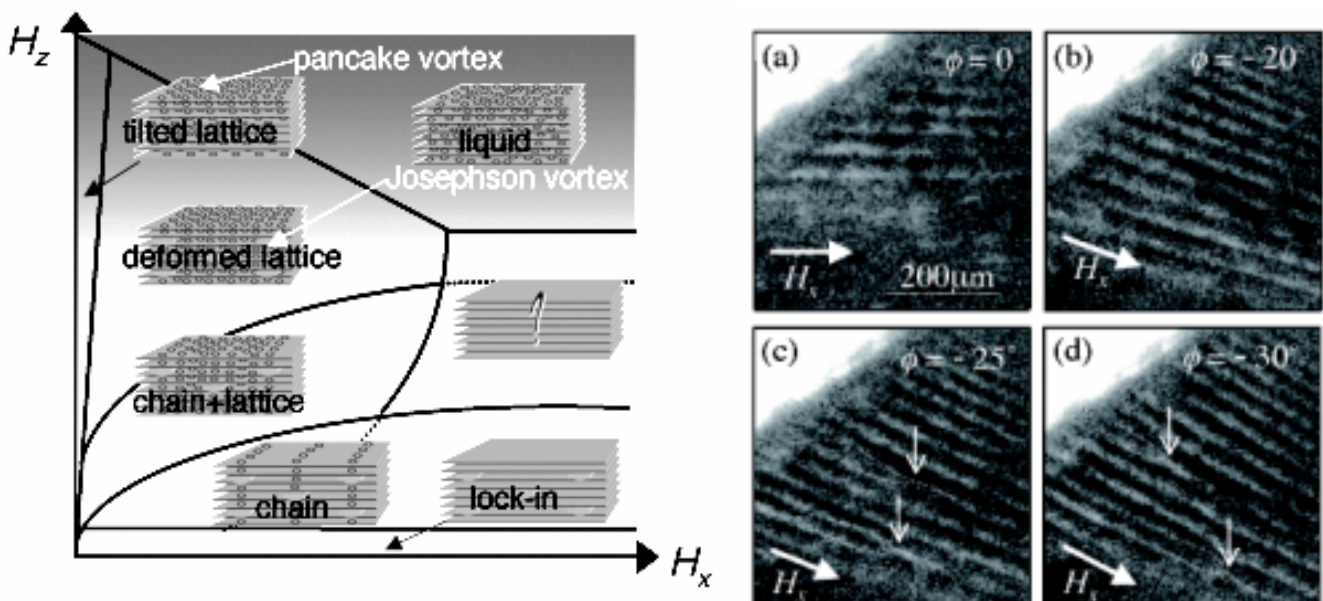 H_z
pancake vortex
tilted lattice
liquid
Josephson vortex
deformed lattice
?
chain+lattice
chain
lock-in
H_x
(a)
ϕ = 0
H_x
200μm
(b)
ϕ = - 20°
H_x
(c)
ϕ = - 25°
H_x
(d)
ϕ = - 30°
H_x